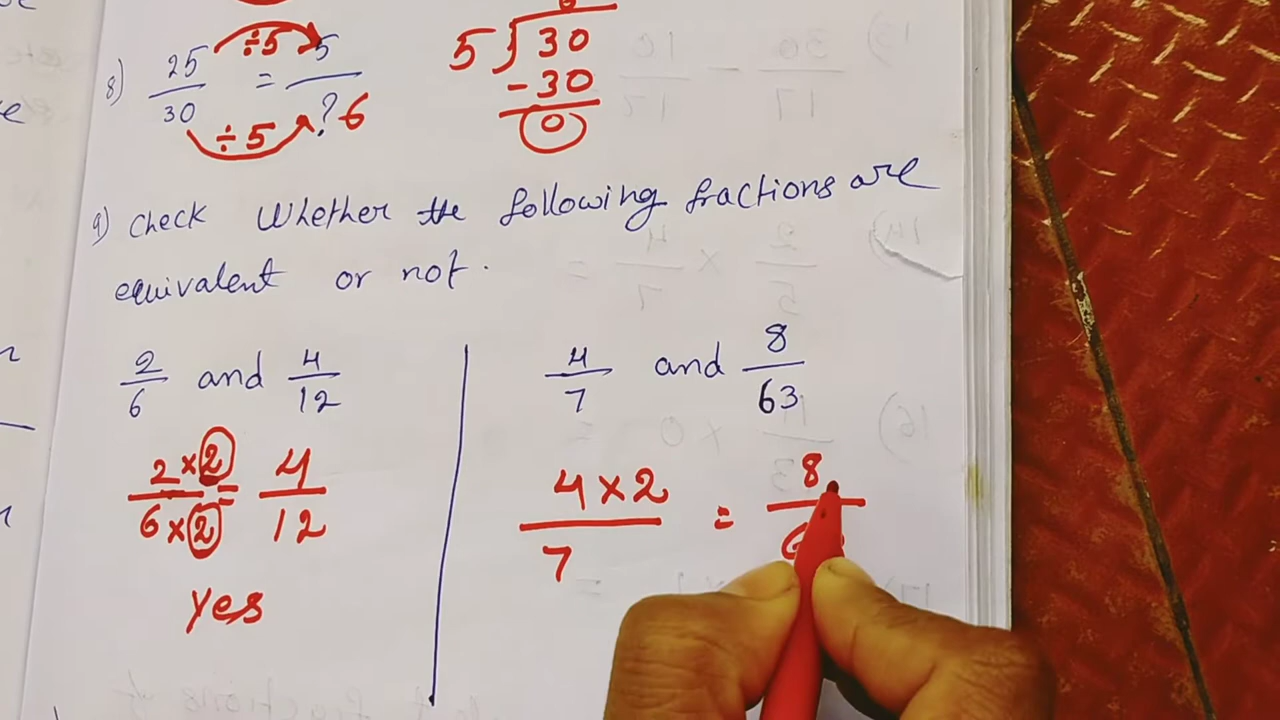 8) 25/30 = 5/? 6
÷5
÷5
5 30
-30
0
9) Check Whether the following fractions are
equivalent or not.
2/6 and 4/12
2×2/6×2 = 4/12
Yes
4/7 and 8/63
4×2/7 = 8